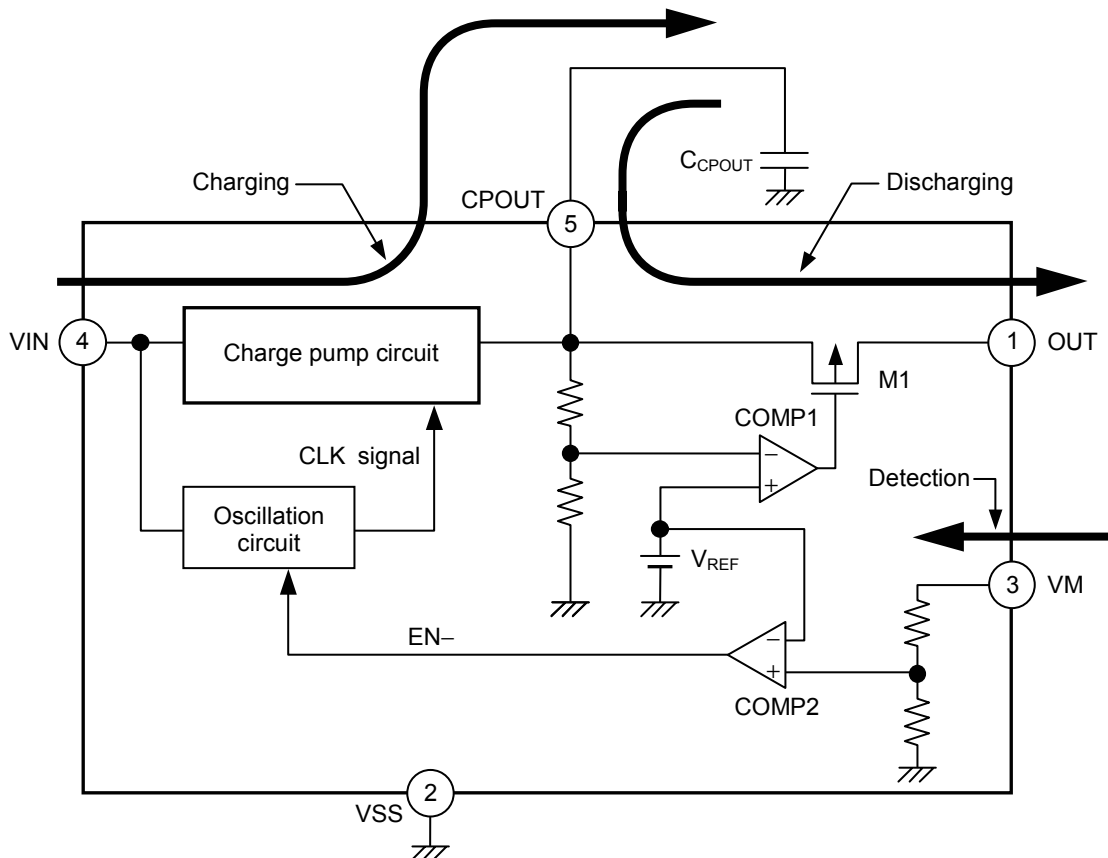 Charging
CPOUT
C_CPOUT
Discharging
5
VIN
4
Charge pump circuit
1
OUT
M1
COMP1
−
+
CLK signal
Oscillation
circuit
Detection
V_REF
3
VM
EN−
−
+
COMP2
2
VSS